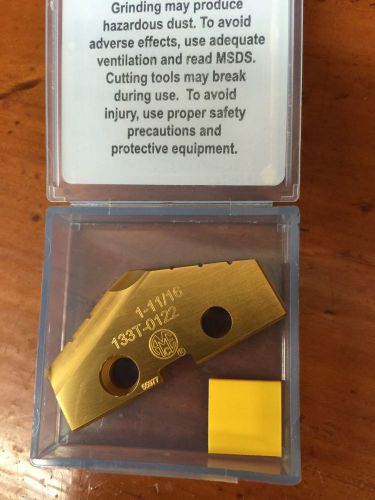 Grinding may produce
hazardous dust. To avoid
adverse effects, use adequate
ventilation and read MSDS.
Cutting tools may break
during use. To avoid
injury, use proper safety
precautions and
protective equipment.
1-11/16
133T-0122
®